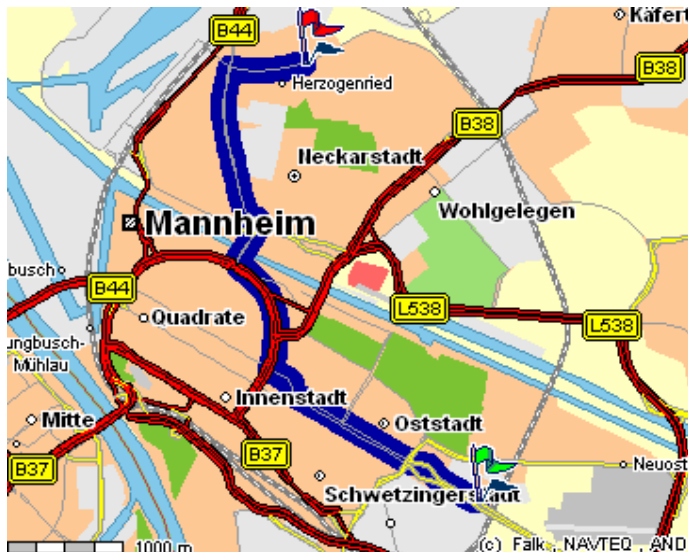 B44
Käfert
B38
Herzogenried
B38
Neckarstadt
Wohlgelegen
Mannheim
busch
B44
Quadrate
L538
L538
ungbusch-
Mühlau
Innenstadt
Mitte
Oststadt
B37
B37
Neuost
Schwetzingerstadt
1000 m
(c) Falk , NAVTEQ , AND